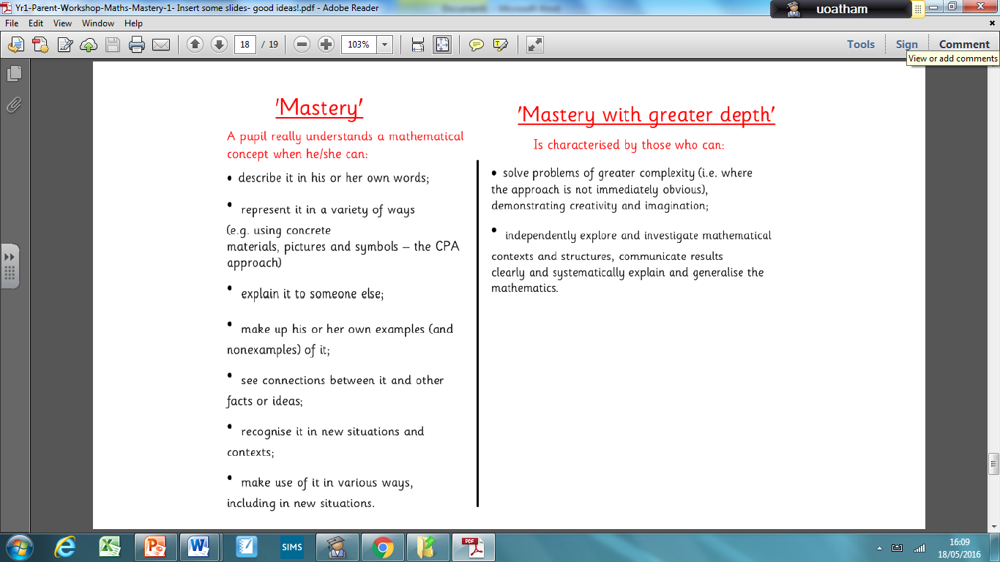 Yr1-Parent-Workshop-Maths-Mastery-1- Insert some slides- good ideas!.pdf - Adobe Reader
uoatham
File Edit View Window Help
18 / 19
103%
Tools Sign Comment
View or add comments
'Mastery'
A pupil really understands a mathematical
concept when he/she can:
• describe it in his or her own words;
• represent it in a variety of ways
(e.g. using concrete
materials, pictures and symbols – the CPA
approach)
• explain it to someone else;
• make up his or her own examples (and
nonexamples) of it;
• see connections between it and other
facts or ideas;
• recognise it in new situations and
contexts;
• make use of it in various ways,
including in new situations.
'Mastery with greater depth'
Is characterised by those who can:
• solve problems of greater complexity (i.e. where
the approach is not immediately obvious),
demonstrating creativity and imagination;
• independently explore and investigate mathematical
contexts and structures, communicate results
clearly and systematically explain and generalise the
mathematics.
SIMS
PDF
16:09
18/05/2016